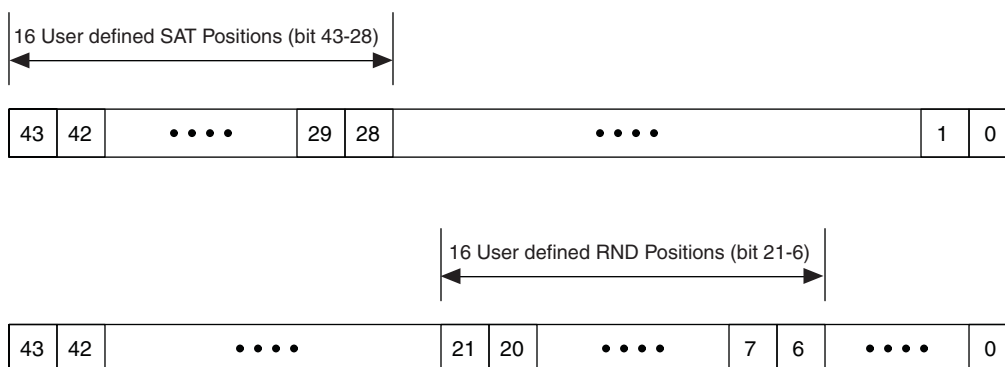 16 User defined SAT Positions (bit 43-28)
43 42 • • • • 29 28 • • • • 1 0
16 User defined RND Positions (bit 21-6)
43 42 • • • • 21 20 • • • • 7 6 • • • • 0